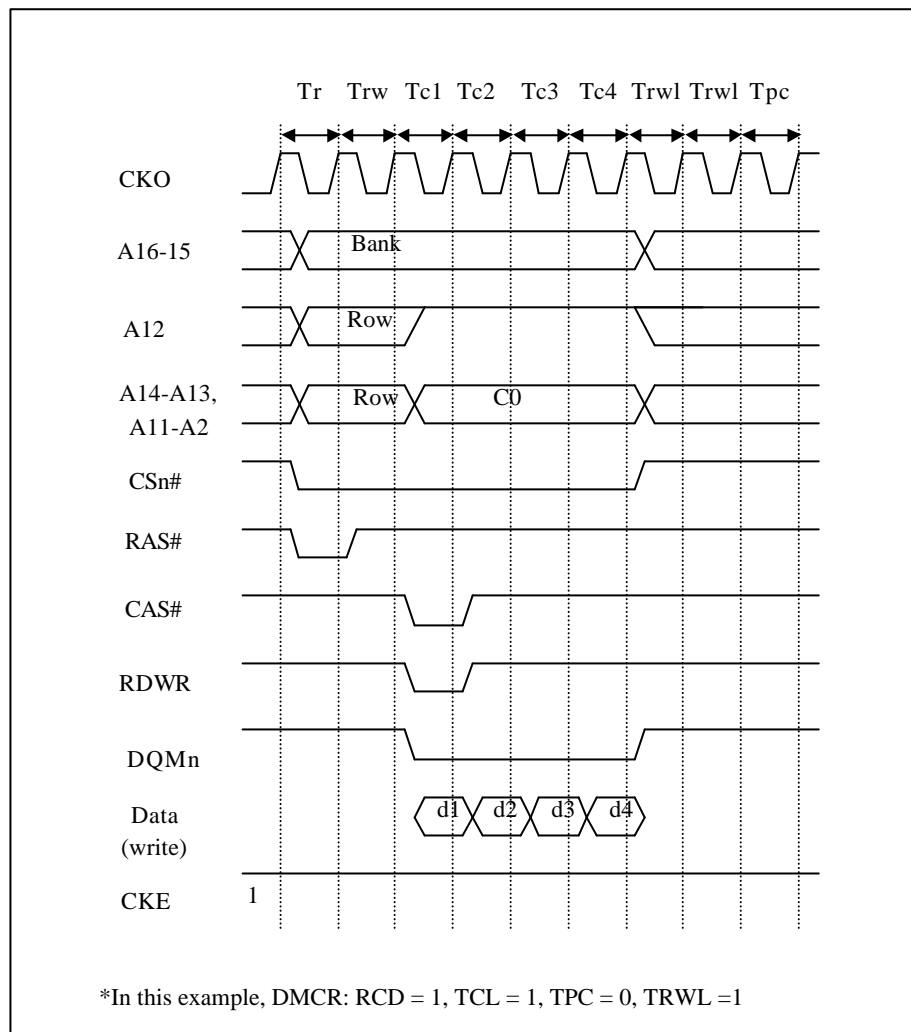 Tr Trw Tc1 Tc2 Tc3 Tc4 Trwl Trwl Tpc
CKO
A16-15 Bank
A12 Row
A14-A13, Row C0
A11-A2
CSn#
RAS#
CAS#
RDWR
DQMn
Data d1 d2 d3 d4
(write)
CKE 1
*In this example, DMCR: RCD = 1, TCL = 1, TPC = 0, TRWL =1